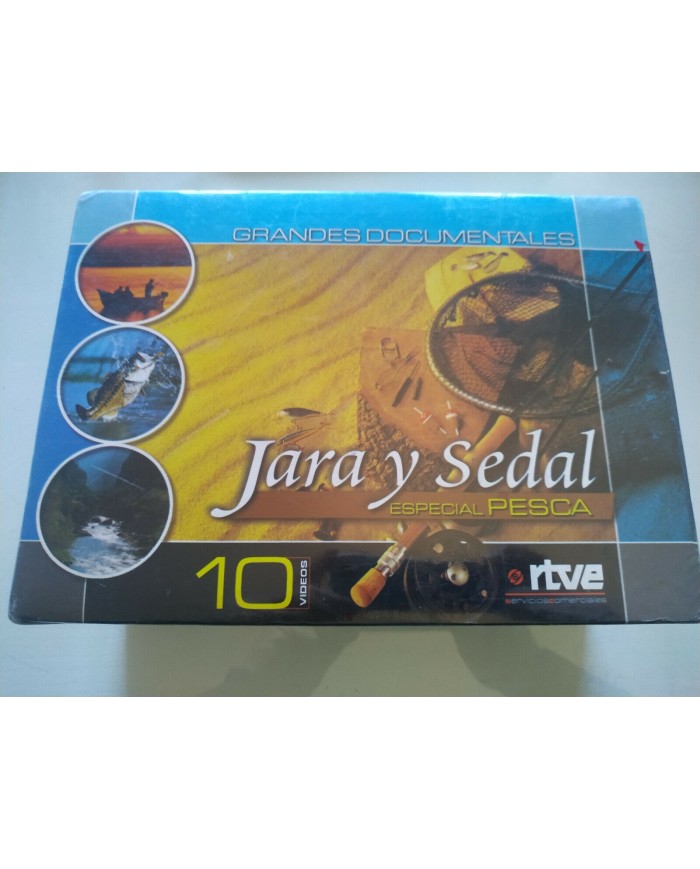 GRANDES DOCUMENTALES
Jara y Sedal
ESPECIAL PESCA
10
VIDEOS
rtve
servicioscomerciales